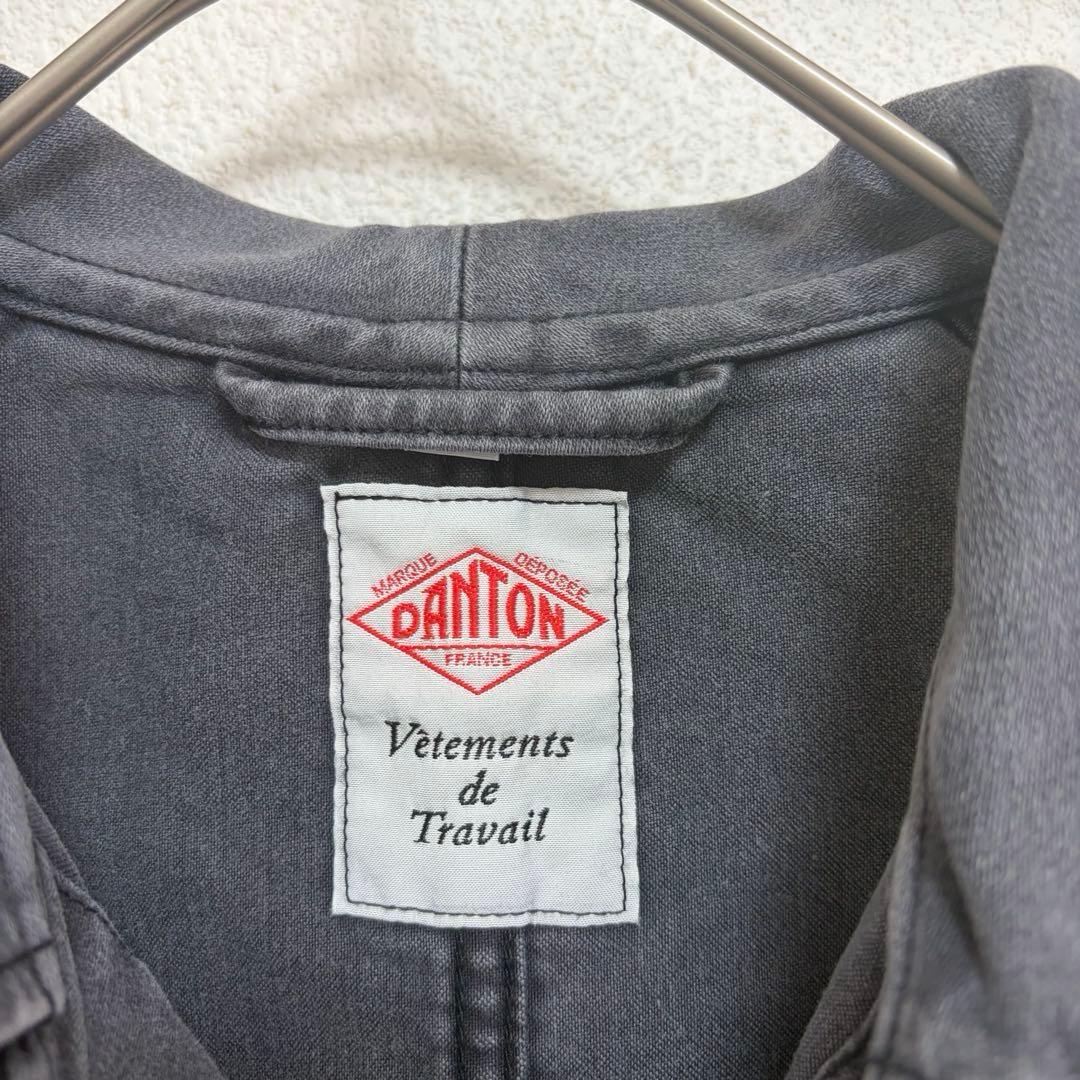 MARQUE DÉPOSÉE
DANTON
FRANCE
Vètements
de
Travail